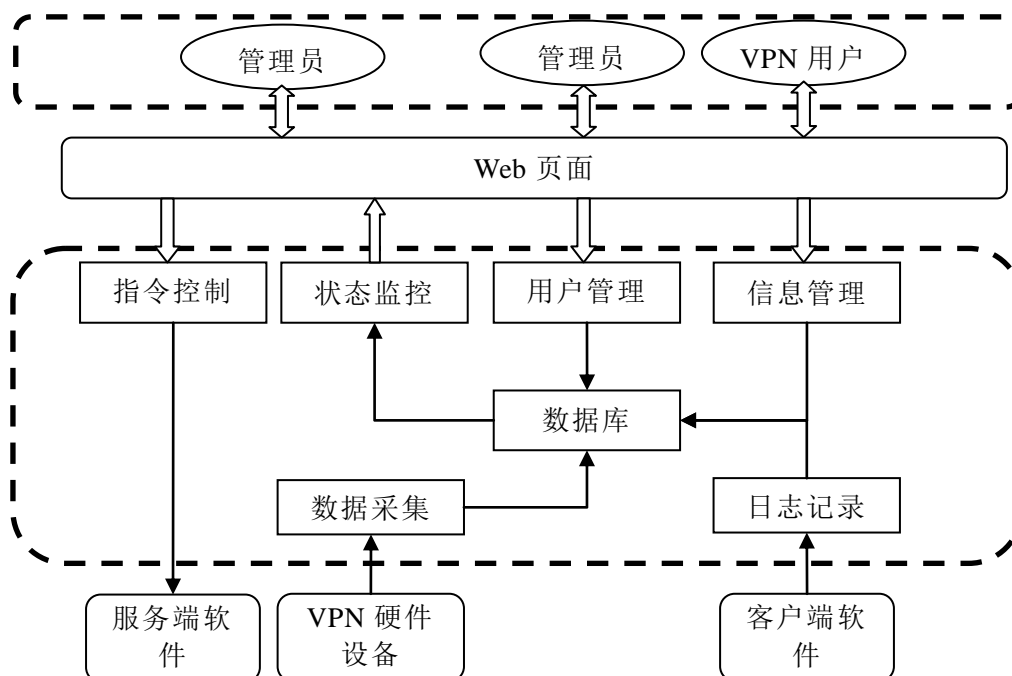 管理员
管理员
VPN 用户
Web 页面
指令控制
状态监控
用户管理
信息管理
数据库
数据采集
日志记录
服务端软
件
VPN 硬件
设备
客户端软
件